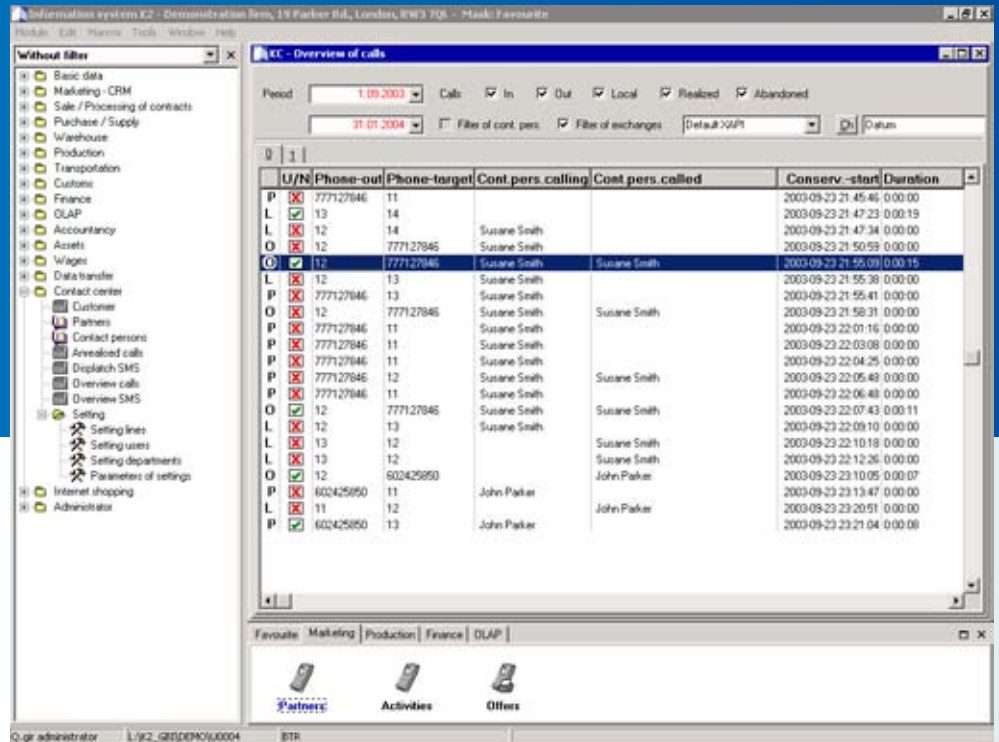 Information system K2 - Demonstration firm, 19 Parker Rd., London, RW3 7QL - Mask: Favourite
Module Edit Macros Tools Window Help
Without filter
Basic data
Marketing - CRM
Sale / Processing of contracts
Purchase / Supply
Warehouse
Production
Transportation
Customs
Finance
OLAP
Accountancy
Assets
Wages
Data transfer
Contact center
Customer
Partners
Contact persons
calls
Displatch SMS
Overview calls
Overview SMS
Setting
Setting lines
Setting users
Setting departments
Parameters of settings
Internet shopping
Administrator
KC - Overview of calls
Period 1.09.2003 Calls In Out Local Realized Abandoned
31.01.2004 Filter of cont. pers. Filter of exchanges Default XAPI Ch Datum
0 1
U/N Phone-out Phone-target Cont.pers.calling Cont.pers.called Conserv.-start Duration
P 777127846 11 2003-09-23 21:45:46 0:00:00
L 13 14 2003-09-23 21:47:23 0:00:19
L 12 14 Susane Smith 2003-09-23 21:47:34 0:00:00
O 12 777127846 Susane Smith 2003-09-23 21:50:59 0:00:00
O 12 777127846 Susane Smith Susane Smith 2003-09-23 21:55:09 0:00:15
L 12 13 Susane Smith 2003-09-23 21:55:38 0:00:00
P 777127846 13 Susane Smith 2003-09-23 21:55:41 0:00:00
O 12 777127846 Susane Smith Susane Smith 2003-09-23 21:58:31 0:00:00
P 777127846 11 Susane Smith 2003-09-23 22:01:16 0:00:00
P 777127846 11 Susane Smith 2003-09-23 22:03:08 0:00:00
P 777127846 11 Susane Smith 2003-09-23 22:04:25 0:00:00
P 777127846 12 Susane Smith Susane Smith 2003-09-23 22:05:48 0:00:00
P 777127846 11 Susane Smith 2003-09-23 22:06:48 0:00:00
O 12 777127846 Susane Smith Susane Smith 2003-09-23 22:07:43 0:00:11
L 12 13 Susane Smith 2003-09-23 22:09:10 0:00:00
L 13 12 Susane Smith 2003-09-23 22:10:18 0:00:00
L 13 12 Susane Smith 2003-09-23 22:12:26 0:00:00
O 12 602425850 John Parker 2003-09-23 23:10:05 0:00:07
P 602425850 11 John Parker 2003-09-23 23:13:47 0:00:00
L 11 12 John Parker 2003-09-23 23:20:51 0:00:00
P 602425850 13 John Parker 2003-09-23 23:21:04 0:00:08
Favourite Marketing Production Finance OLAP
Partners Activities Offers
Q.gr administrator L:\K2_GB\DEMO\U0004 BTR